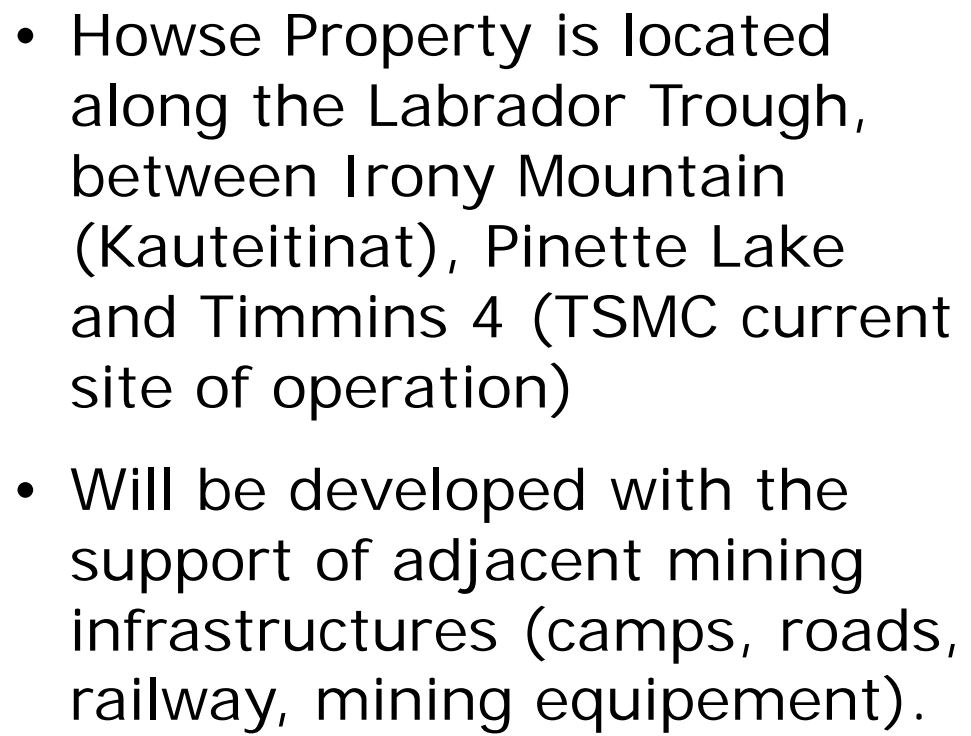 • Howse Property is located
along the Labrador Trough,
between Irony Mountain
(Kauteitinat), Pinette Lake
and Timmins 4 (TSMC current
site of operation)
• Will be developed with the
support of adjacent mining
infrastructures (camps, roads,
railway, mining equipement).